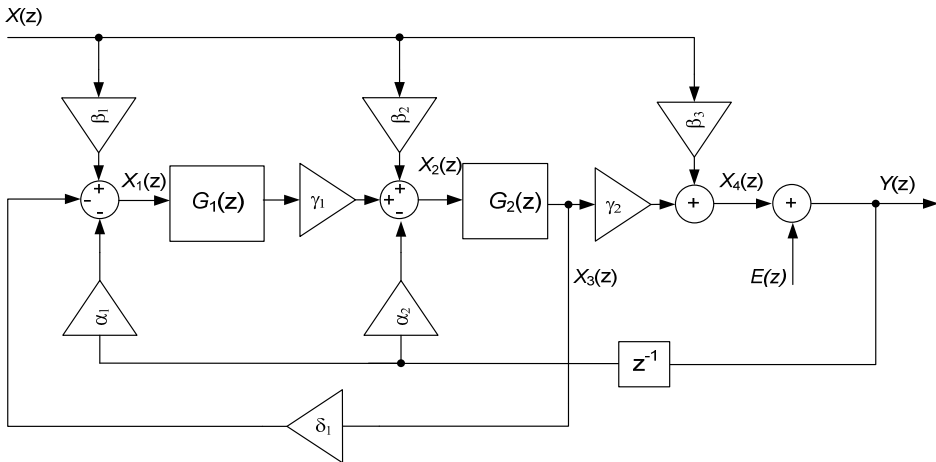 X(z)
β₁
β₂
β₃
+
-
-
X₁(z)
G₁(z)
γ₁
+
+
-
X₂(z)
G₂(z)
γ₂
+
X₄(z)
+
Y(z)
X₃(z)
E(z)
α₁
α₂
z⁻¹
δ₁